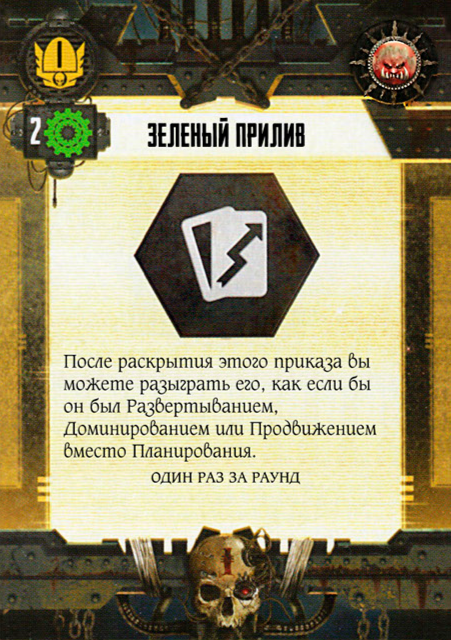 I
2
ЗЕЛЕНЫЙ ПРИЛИВ
После раскрытия этого приказа вы
можете разыграть его, как если бы
он был Развертыванием,
Доминированием или Продвижением
вместо Планирования.
ОДИН РАЗ ЗА РАУНД
I